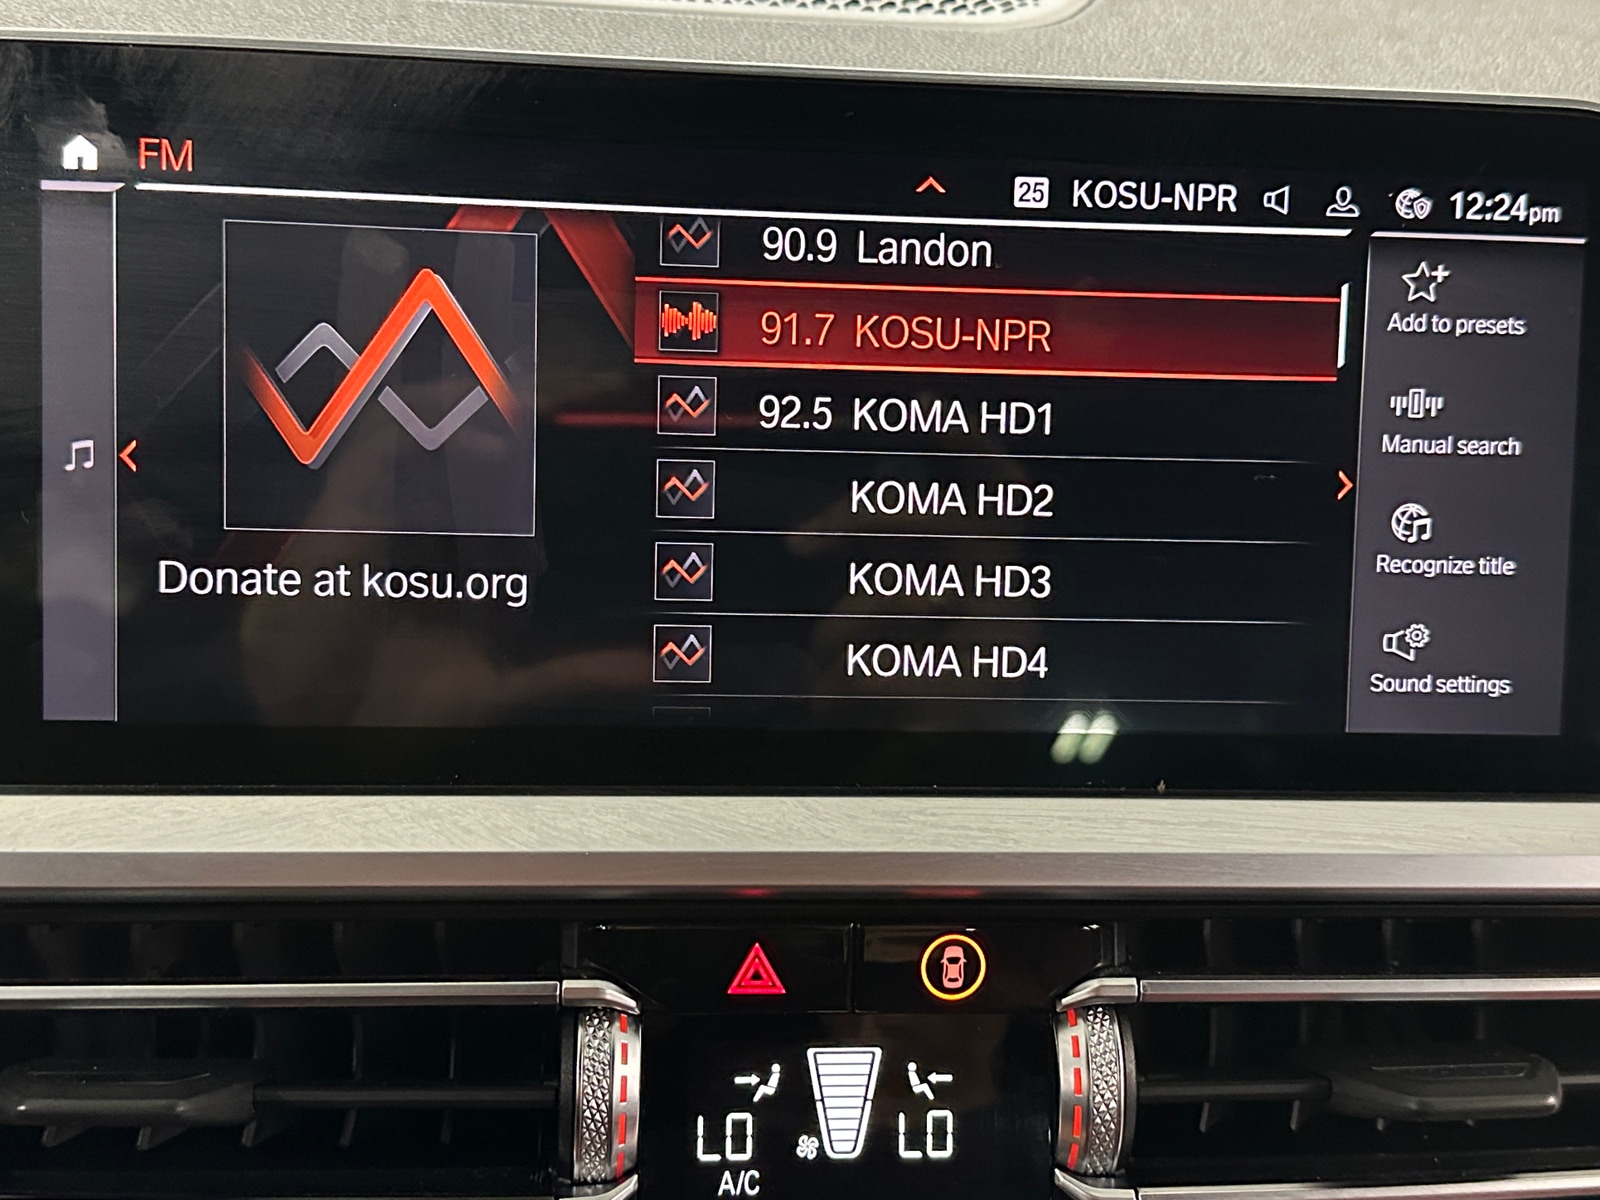 FM
25 KOSU-NPR 12:24pm
90.9 Landon
91.7 KOSU-NPR
92.5 KOMA HD1
KOMA HD2
KOMA HD3
KOMA HD4
Donate at kosu.org
Add to presets
Manual search
Recognize title
Sound settings
LO LO
A/C